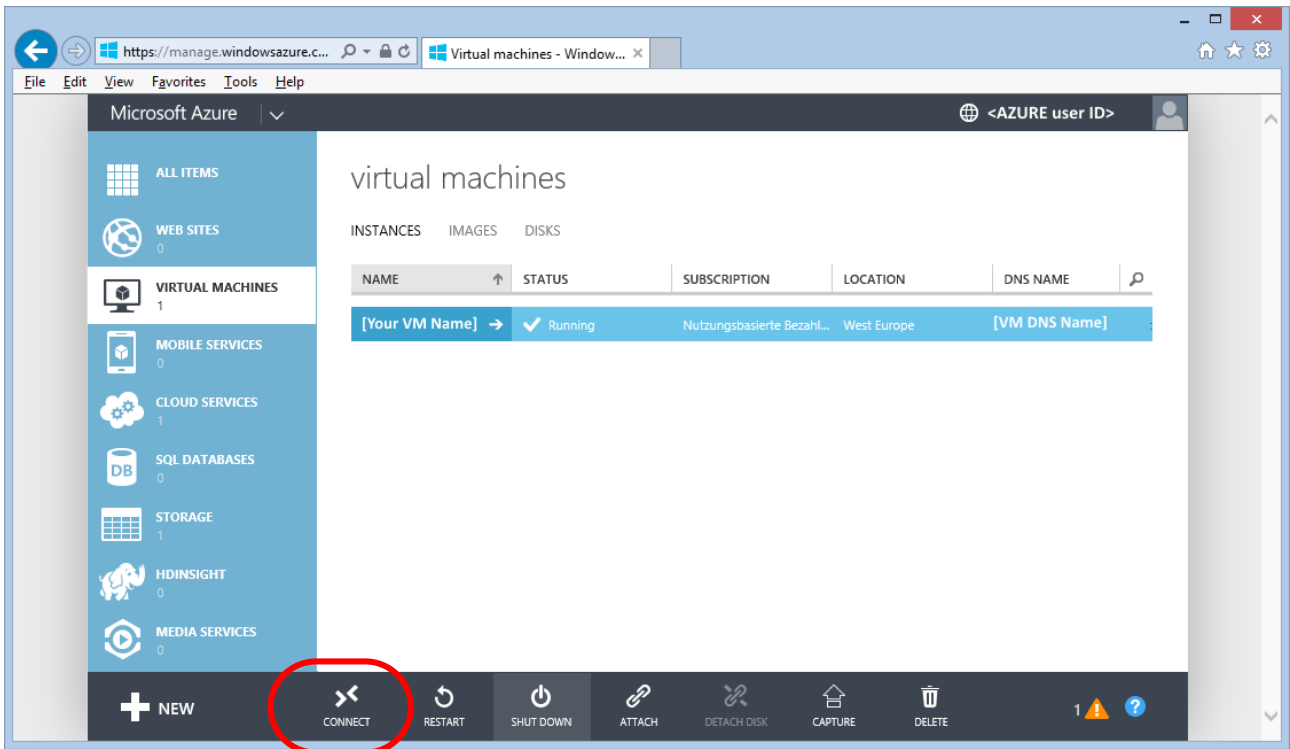 https://manage.windowsazure.c...
Virtual machines - Window...
File Edit View Favorites Tools Help
Microsoft Azure
<AZURE user ID>
ALL ITEMS
WEB SITES
0
VIRTUAL MACHINES
1
MOBILE SERVICES
0
CLOUD SERVICES
1
SQL DATABASES
DB
0
STORAGE
1
HDINSIGHT
0
MEDIA SERVICES
0
virtual machines
INSTANCES IMAGES DISKS
NAME STATUS SUBSCRIPTION LOCATION DNS NAME
[Your VM Name] Running Nutzungsbasierte Bezahl... West Europe [VM DNS Name]
NEW CONNECT RESTART SHUT DOWN ATTACH DETACH DISK CAPTURE DELETE 1 ?